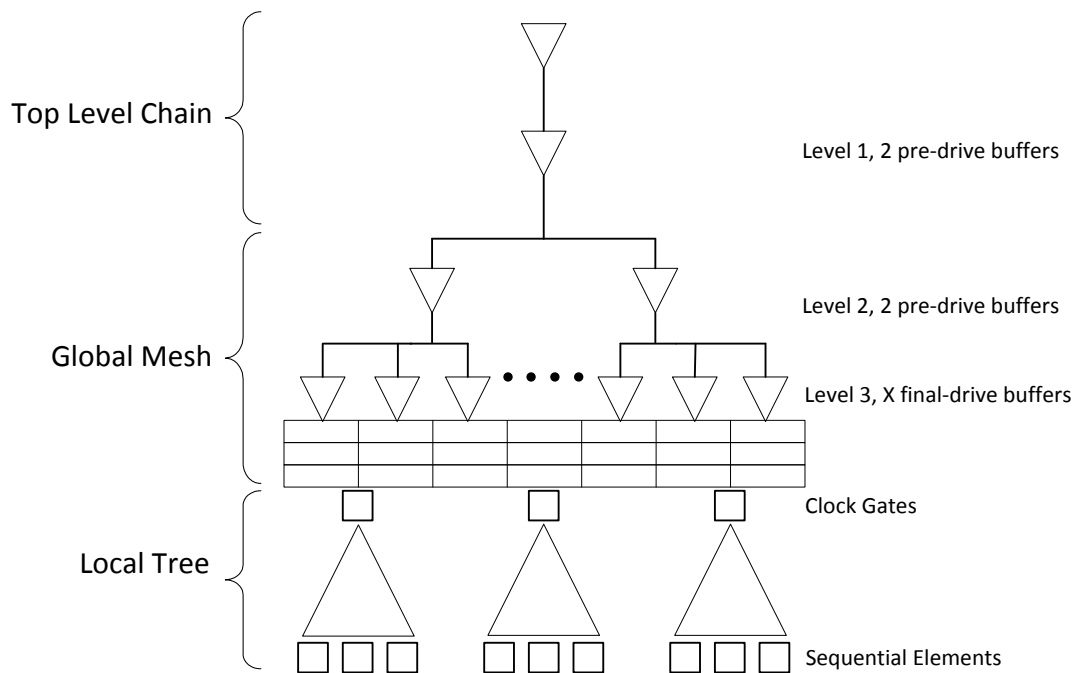 Top Level Chain
Level 1, 2 pre-drive buffers
Level 2, 2 pre-drive buffers
Global Mesh
Level 3, X final-drive buffers
Clock Gates
Local Tree
Sequential Elements